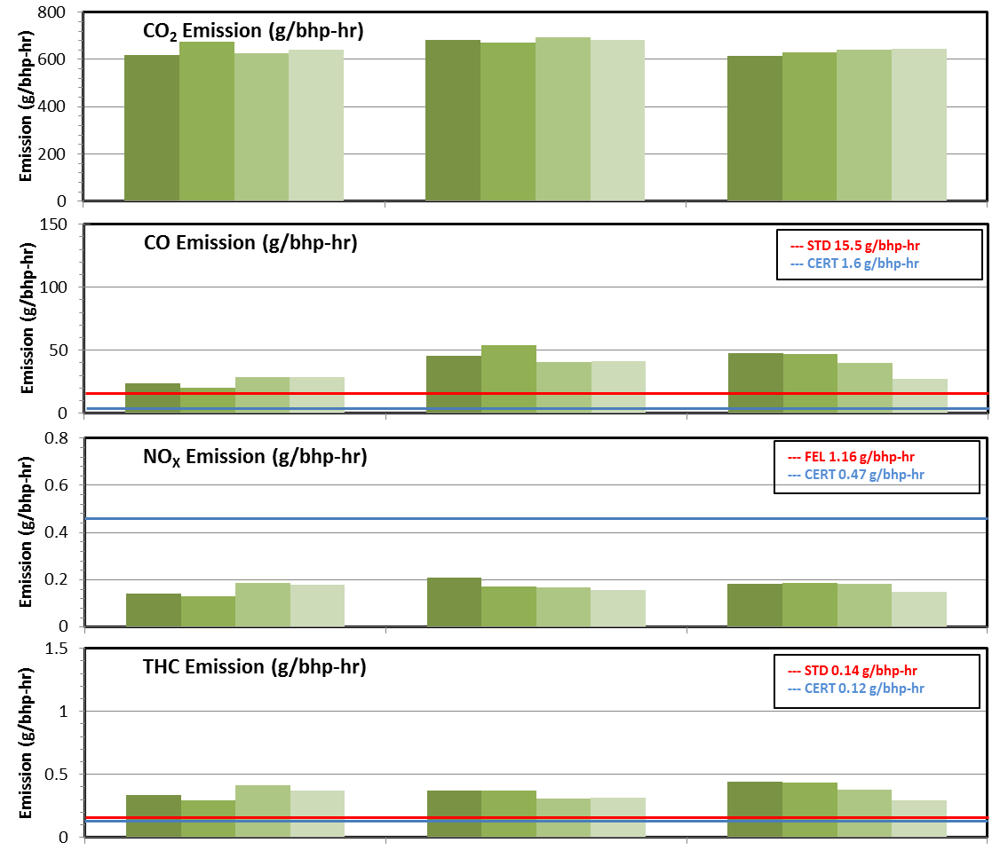 CO2 Emission (g/bhp-hr)
Emission (g/bhp-hr)
800
600
400
200
0
CO Emission (g/bhp-hr)
Emission (g/bhp-hr)
150
100
50
0
--- STD 15.5 g/bhp-hr
--- CERT 1.6 g/bhp-hr
NOX Emission (g/bhp-hr)
Emission (g/bhp-hr)
0.8
0.6
0.4
0.2
0
--- FEL 1.16 g/bhp-hr
--- CERT 0.47 g/bhp-hr
THC Emission (g/bhp-hr)
Emission (g/bhp-hr)
1.5
1
0.5
0
--- STD 0.14 g/bhp-hr
--- CERT 0.12 g/bhp-hr